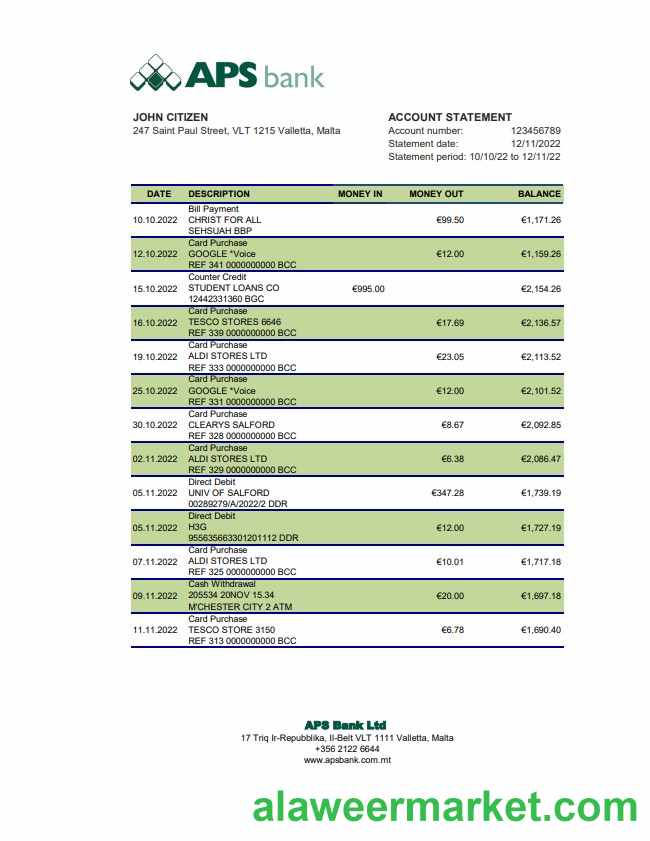 APS bank
JOHN CITIZEN
247 Saint Paul Street, VLT 1215 Valletta, Malta
ACCOUNT STATEMENT
Account number: 123456789
Statement date: 12/11/2022
Statement period: 10/10/22 to 12/11/22
DATE DESCRIPTION MONEY IN MONEY OUT BALANCE
Bill Payment
10.10.2022 CHRIST FOR ALL €99.50 €1,171.26
SEHSUAH BBP
Card Purchase
12.10.2022 GOOGLE *Voice €12.00 €1,159.26
REF 341 0000000000 BCC
Counter Credit
15.10.2022 STUDENT LOANS CO €995.00 €2,154.26
12442331360 BGC
Card Purchase
16.10.2022 TESCO STORES 6646 €17.69 €2,136.57
REF 339 0000000000 BCC
Card Purchase
19.10.2022 ALDI STORES LTD €23.05 €2,113.52
REF 333 0000000000 BCC
Card Purchase
25.10.2022 GOOGLE *Voice €12.00 €2,101.52
REF 331 0000000000 BCC
Card Purchase
30.10.2022 CLEARYS SALFORD €8.67 €2,092.85
REF 328 0000000000 BCC
Card Purchase
02.11.2022 ALDI STORES LTD €6.38 €2,086.47
REF 329 0000000000 BCC
Direct Debit
05.11.2022 UNIV OF SALFORD €347.28 €1,739.19
00289279/A/2022/2 DDR
Direct Debit
05.11.2022 H3G €12.00 €1,727.19
955635663301201112 DDR
Card Purchase
07.11.2022 ALDI STORES LTD €10.01 €1,717.18
REF 325 0000000000 BCC
Cash Withdrawal
09.11.2022 205534 20NOV 15.34 €20.00 €1,697.18
M'CHESTER CITY 2 ATM
Card Purchase
11.11.2022 TESCO STORE 3150 €6.78 €1,690.40
REF 313 0000000000 BCC
APS Bank Ltd
17 Triq Ir-Repubblika, Il-Belt VLT 1111 Valletta, Malta
+356 2122 6644
www.apsbank.com.mt
alaweermarket.com